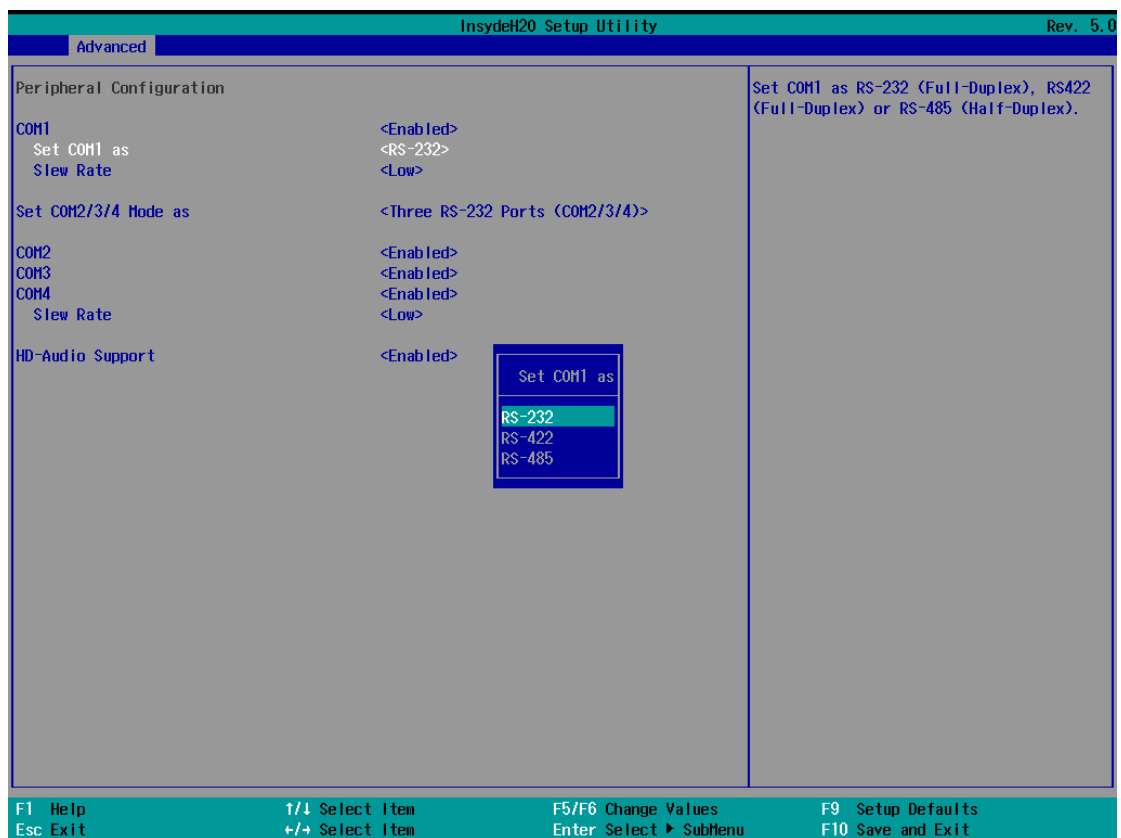 InsydeH20 Setup Utility Rev. 5.0
Advanced
Peripheral Configuration
COM1 <Enabled>
Set COM1 as <RS-232>
Slew Rate <Low>
Set COM2/3/4 Mode as <Three RS-232 Ports (COM2/3/4)>
COM2 <Enabled>
COM3 <Enabled>
COM4 <Enabled>
Slew Rate <Low>
HD-Audio Support <Enabled>
Set COM1 as
RS-232
RS-422
RS-485
Set COM1 as RS-232 (Full-Duplex), RS422
(Full-Duplex) or RS-485 (Half-Duplex).
F1 Help ↑/↓ Select Item F5/F6 Change Values F9 Setup Defaults
Esc Exit ←/→ Select Item Enter Select ▶ SubMenu F10 Save and Exit